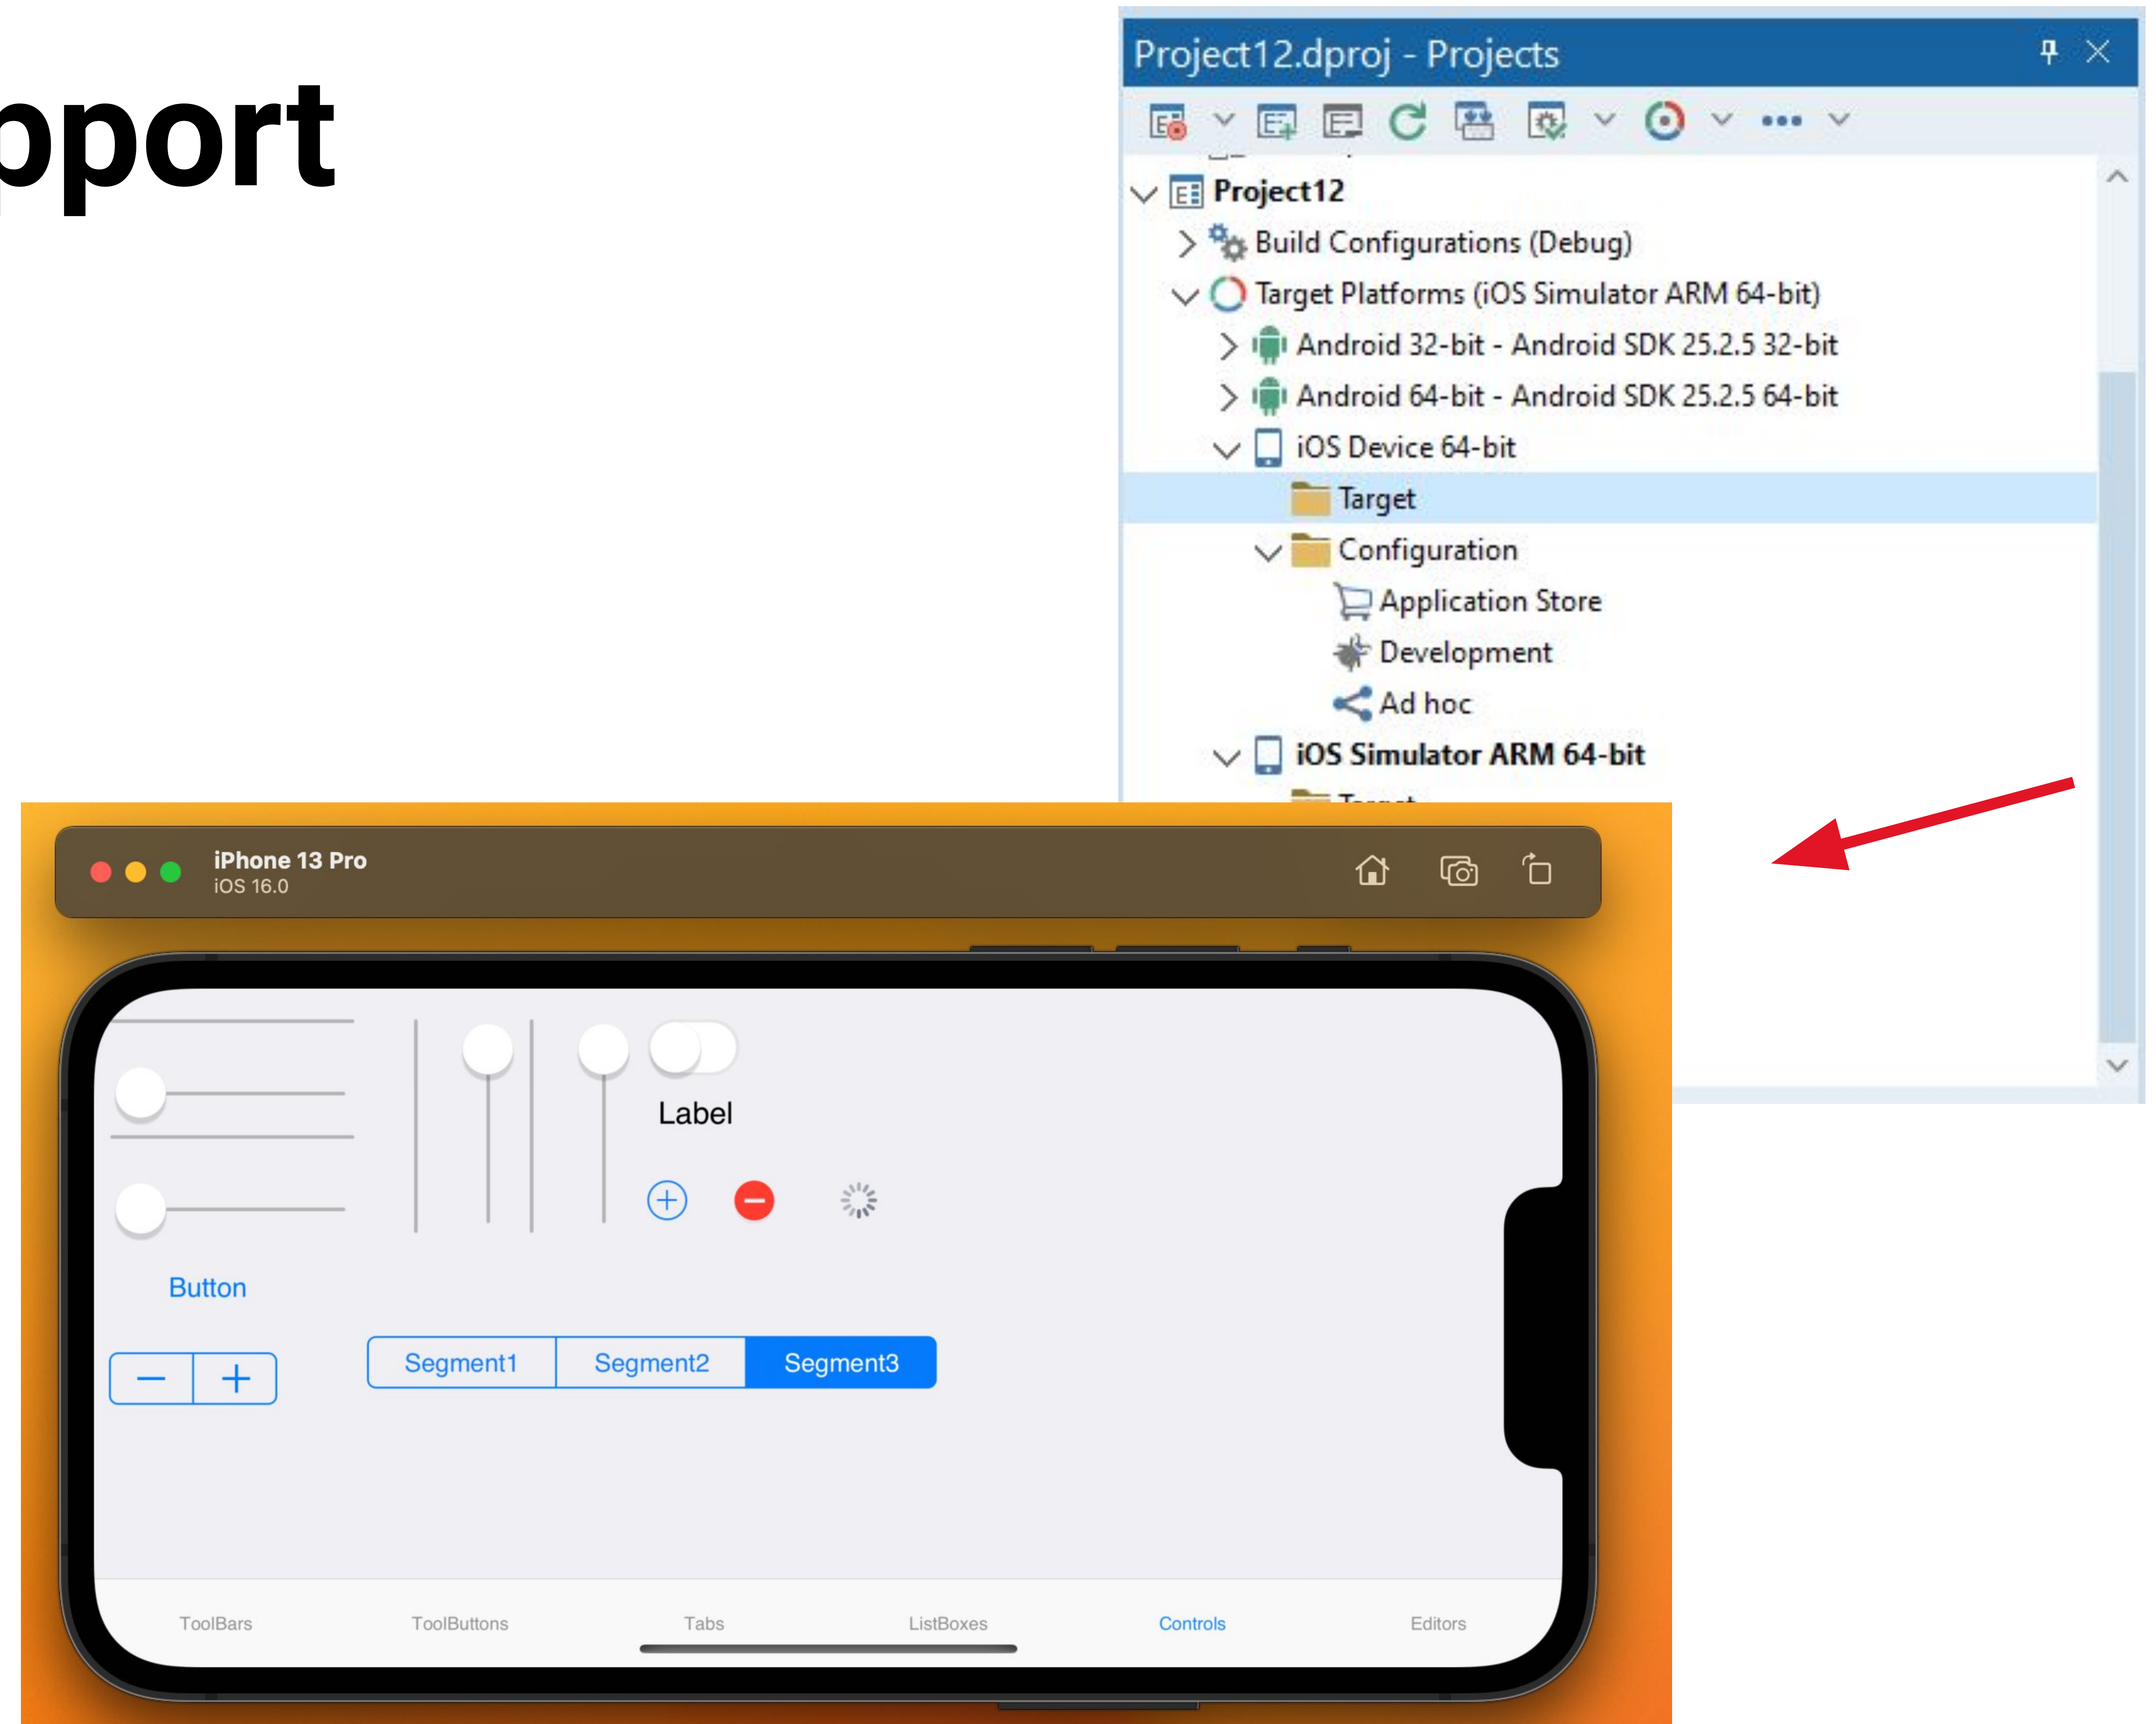 pport
Project12.dproj - Projects
Project12
Build Configurations (Debug)
Target Platforms (iOS Simulator ARM 64-bit)
Android 32-bit - Android SDK 25.2.5 32-bit
Android 64-bit - Android SDK 25.2.5 64-bit
iOS Device 64-bit
Target
Configuration
Application Store
Development
Ad hoc
iOS Simulator ARM 64-bit
iPhone 13 Pro
iOS 16.0
Label
Button
Segment1 Segment2 Segment3
ToolBars ToolButtons Tabs ListBoxes Controls Editors